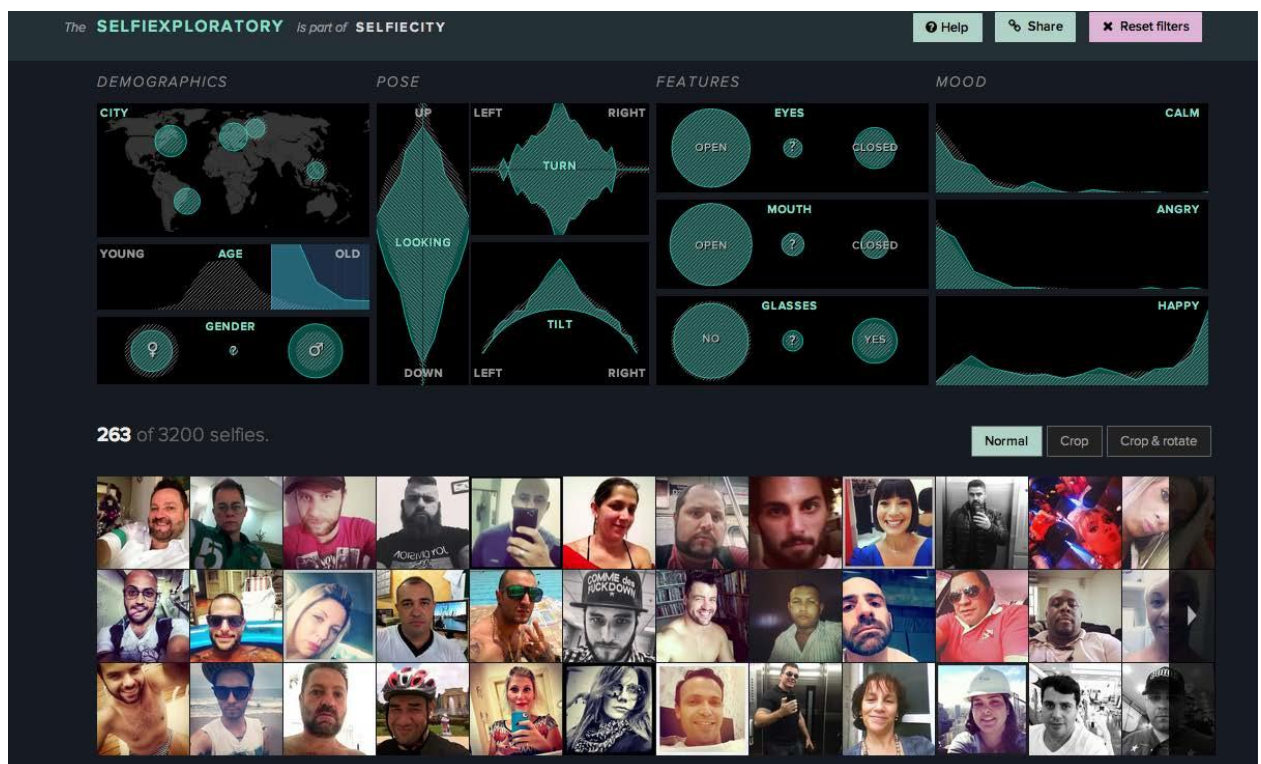 The SELFIEXPLORATORY is part of SELFIECITY
? Help
Share
✖ Reset filters
DEMOGRAPHICS
POSE
FEATURES
MOOD
CITY
YOUNG
AGE
OLD
GENDER
♀
?
♂
UP
LOOKING
DOWN
LEFT
RIGHT
TURN
TILT
LEFT
RIGHT
EYES
OPEN
?
CLOSED
MOUTH
OPEN
?
CLOSED
GLASSES
NO
?
YES
CALM
ANGRY
HAPPY
263 of 3200 selfies.
Normal
Crop
Crop & rotate
5
COMME des
FUCKDOWN